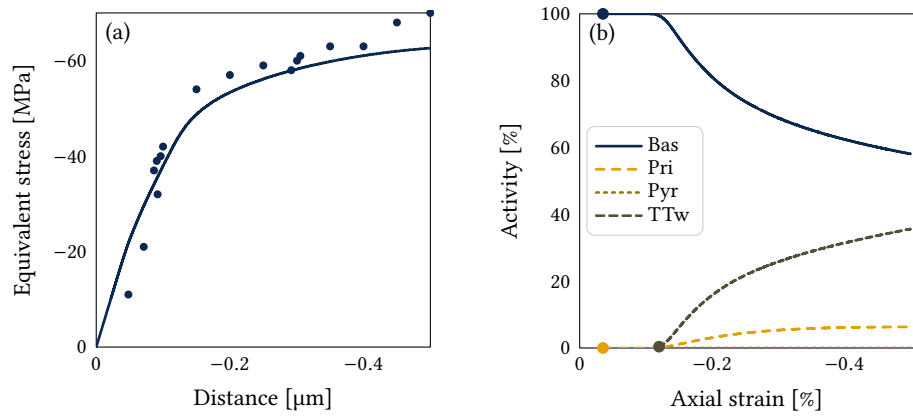 (a)
−60
−40
−20
0
0
−0.2
−0.4
Equivalent stress [MPa]
Distance [μm]
(b)
100
80
60
40
20
0
0
−0.2
−0.4
Activity [%]
Axial strain [%]
Bas
Pri
Pyr
TTw